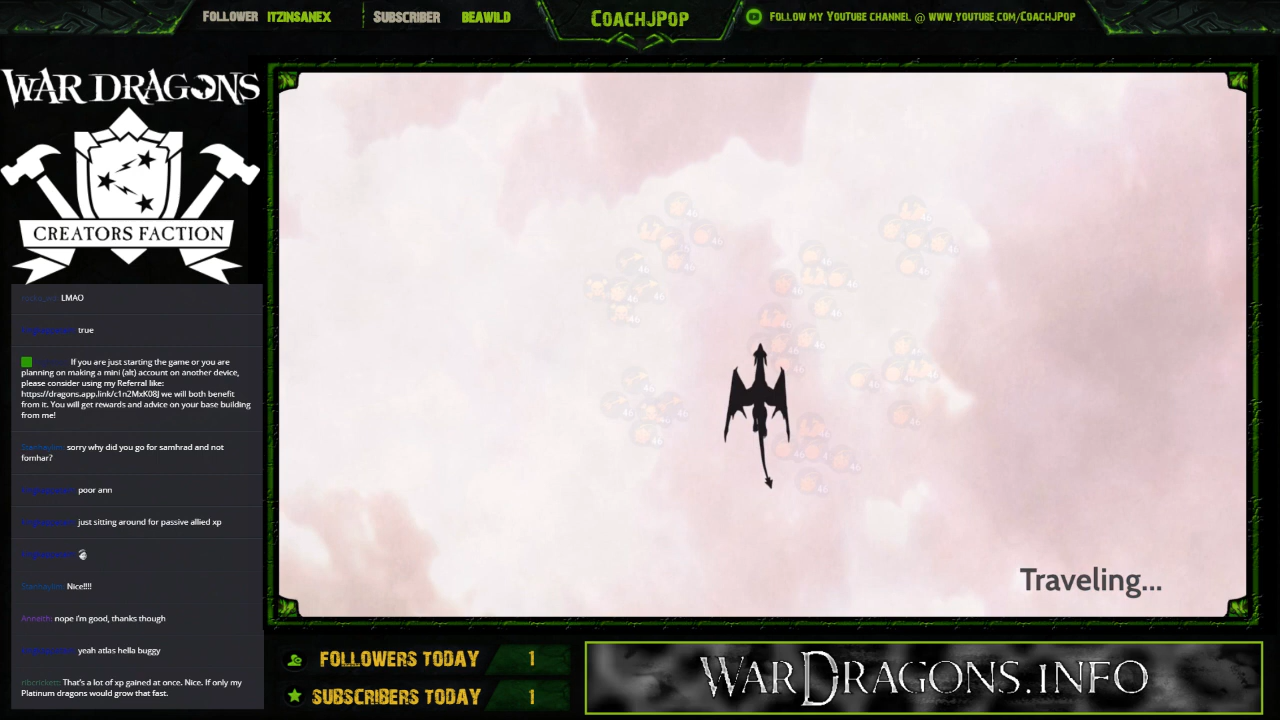 FOLLOWER ITZINSANEX SUBSCRIBER BEAWILD COACHJPOP FOLLOW MY YOUTUBE CHANNEL @ WWW.YOUTUBE.COM/COACHJPOP
WAR DRAGONS
CREATORS FACTION
LMAO
true
If you are just starting the game or you are
planning on making a mini (alt) account on another device,
please consider using my Referral like:
https://dragons.app.link/c1n2MxK08J we will both benefit
from it. You will get rewards and advice on your base building
from me!
sorry why did you go for samhrad and not
fomhar?
poor ann
just sitting around for passive allied xp
Nice!!!!
Anneith: nope i'm good, thanks though
yeah atlas hella buggy
ribcrickett: That's a lot of xp gained at once. Nice. If only my
Platinum dragons would grow that fast.
Traveling...
FOLLOWERS TODAY 1
SUBSCRIBERS TODAY 1
WARDRAGONS.INFO